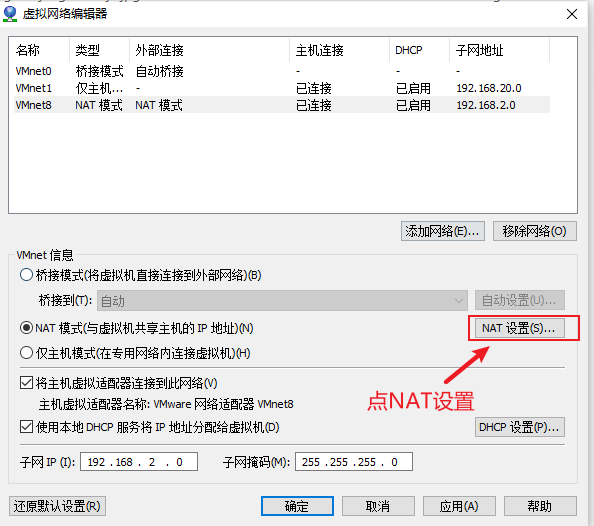 虚拟网络编辑器
名称 类型 外部连接 主机连接 DHCP 子网地址
VMnet0 桥接模式 自动桥接 - - -
VMnet1 仅主机... - 已连接 已启用 192.168.20.0
VMnet8 NAT 模式 NAT 模式 已连接 已启用 192.168.2.0
添加网络(E)... 移除网络(O)
VMnet 信息
桥接模式(将虚拟机直接连接到外部网络)(B)
桥接到(T): 自动 自动设置(U)...
NAT 模式(与虚拟机共享主机的 IP 地址)(N) NAT 设置(S)...
仅主机模式(在专用网络内连接虚拟机)(H)
将主机虚拟适配器连接到此网络(V)
点NAT设置
主机虚拟适配器名称: VMware 网络适配器 VMnet8
使用本地 DHCP 服务将 IP 地址分配给虚拟机(D) DHCP 设置(P)...
子网 IP (I): 192 . 168 . 2 . 0 子网掩码(M): 255 . 255 . 255 . 0
还原默认设置(R) 确定 取消 应用(A) 帮助